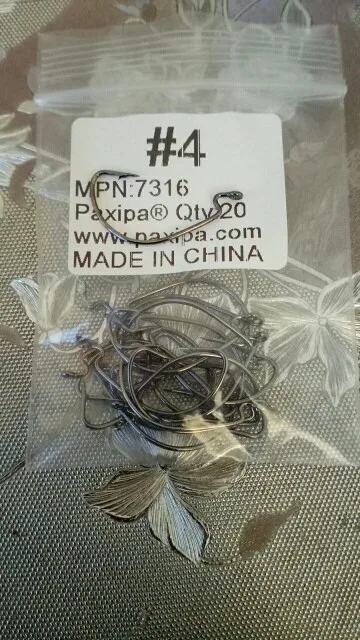 #4
MPN:7316
Paxipa® Qty 20
www.paxipa.com
MADE IN CHINA